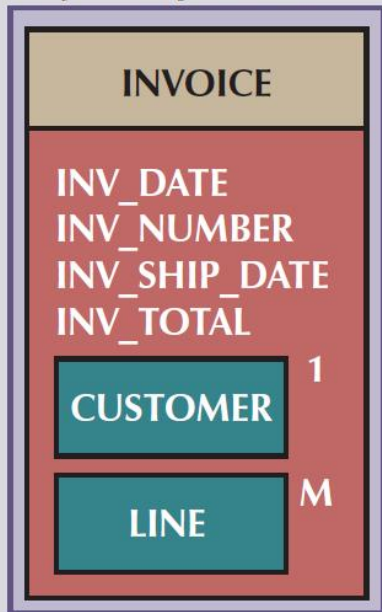 INVOICE
INV_DATE
INV_NUMBER
INV_SHIP_DATE
INV_TOTAL
1
CUSTOMER
M
LINE